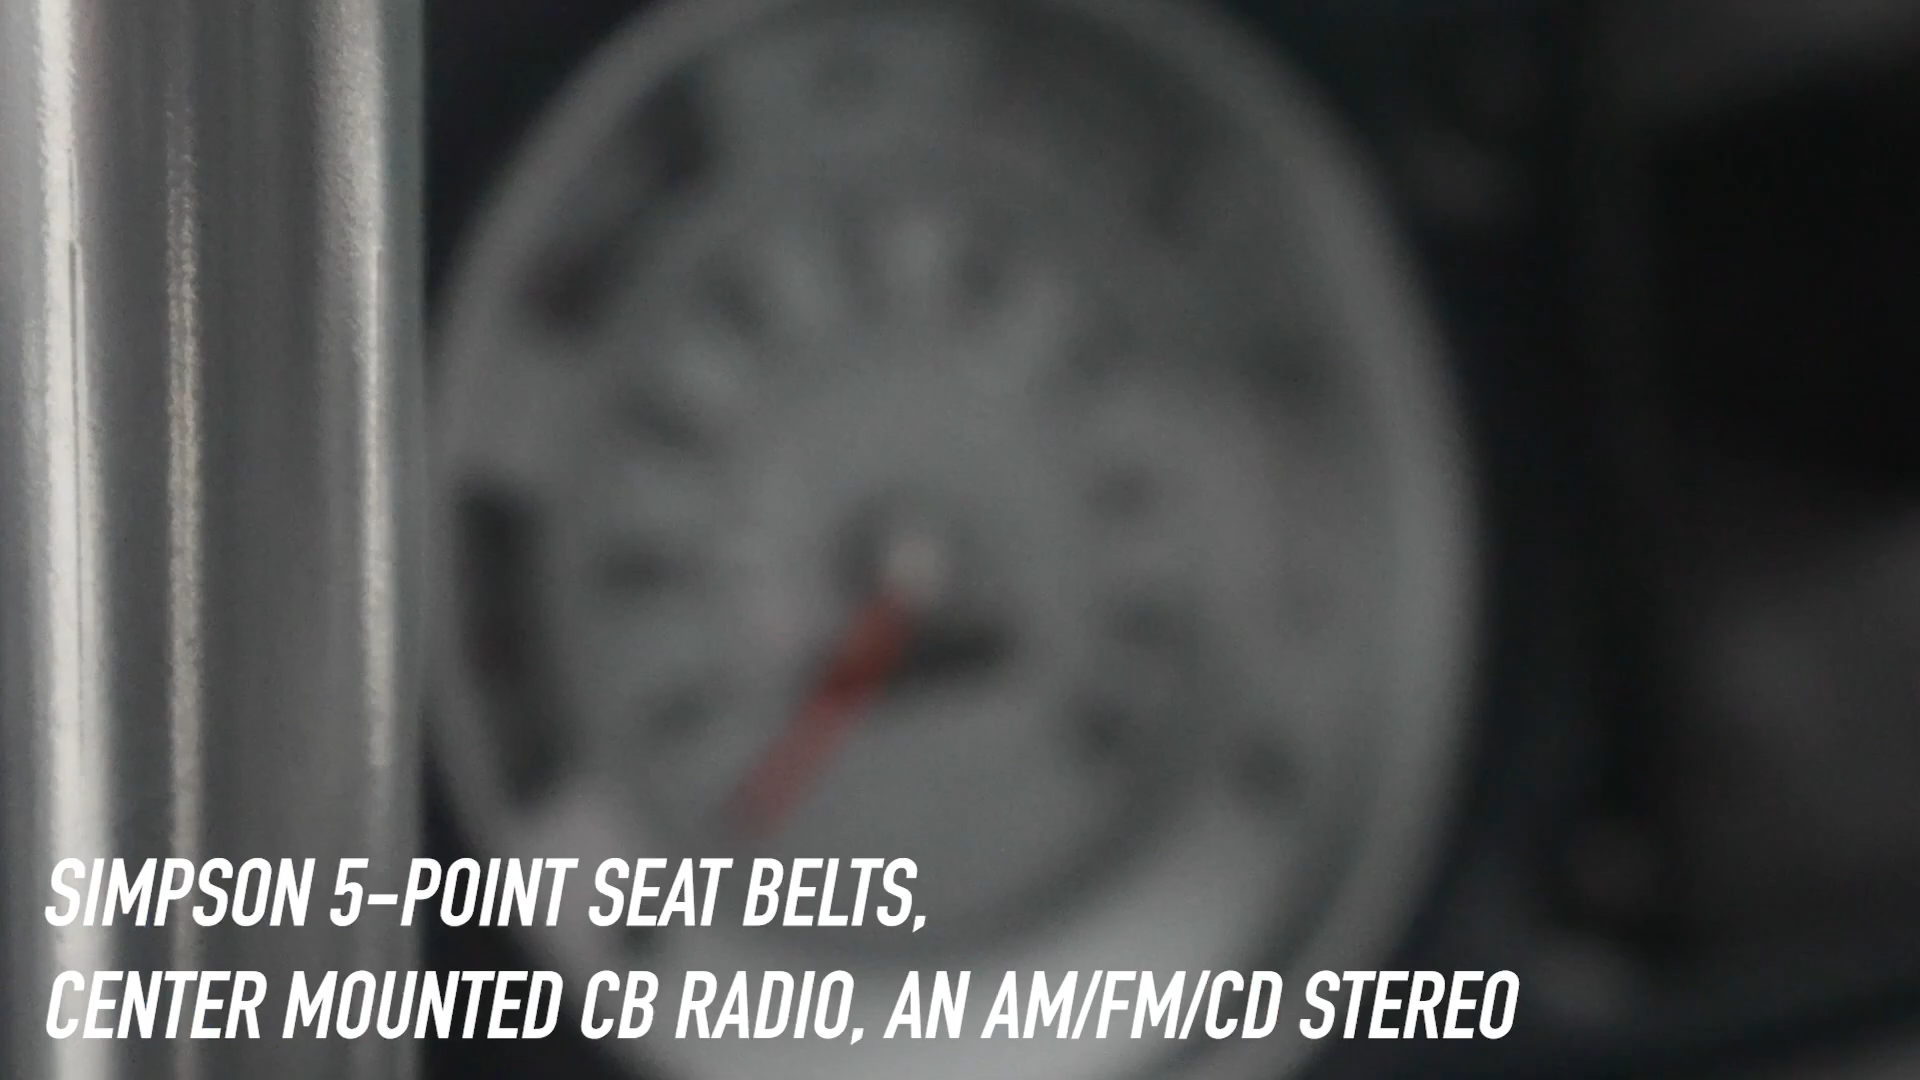 SIMPSON 5-POINT SEAT BELTS,
CENTER MOUNTED CB RADIO, AN AM/FM/CD STEREO